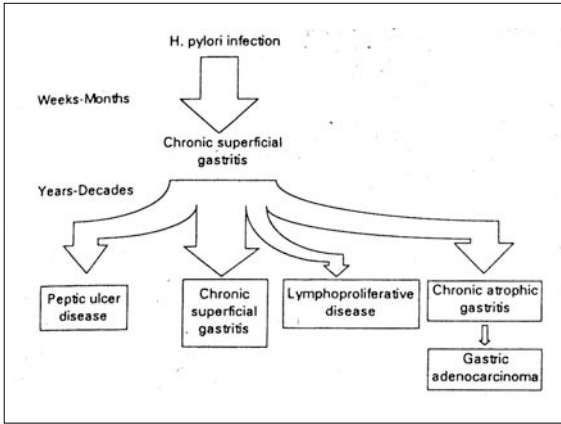 H. pylori infection
Weeks-Months
Chronic superficial
gastritis
Years-Decades
Peptic ulcer
disease
Chronic
superficial
gastritis
Lymphoproliferative
disease
Chronic atrophic
gastritis
Gastric
adenocarcinoma